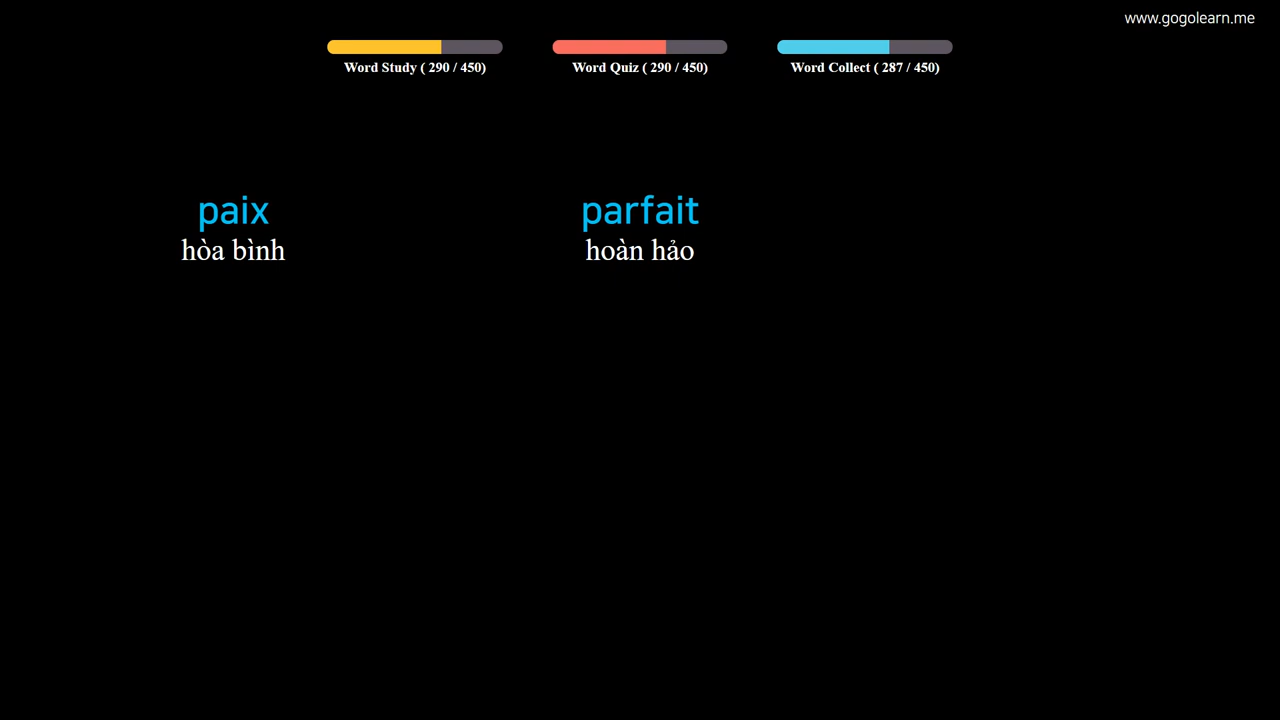 www.gogolearn.me
Word Study ( 290 / 450)
Word Quiz ( 290 / 450)
Word Collect ( 287 / 450)
paix
hòa bình
parfait
hoàn hảo